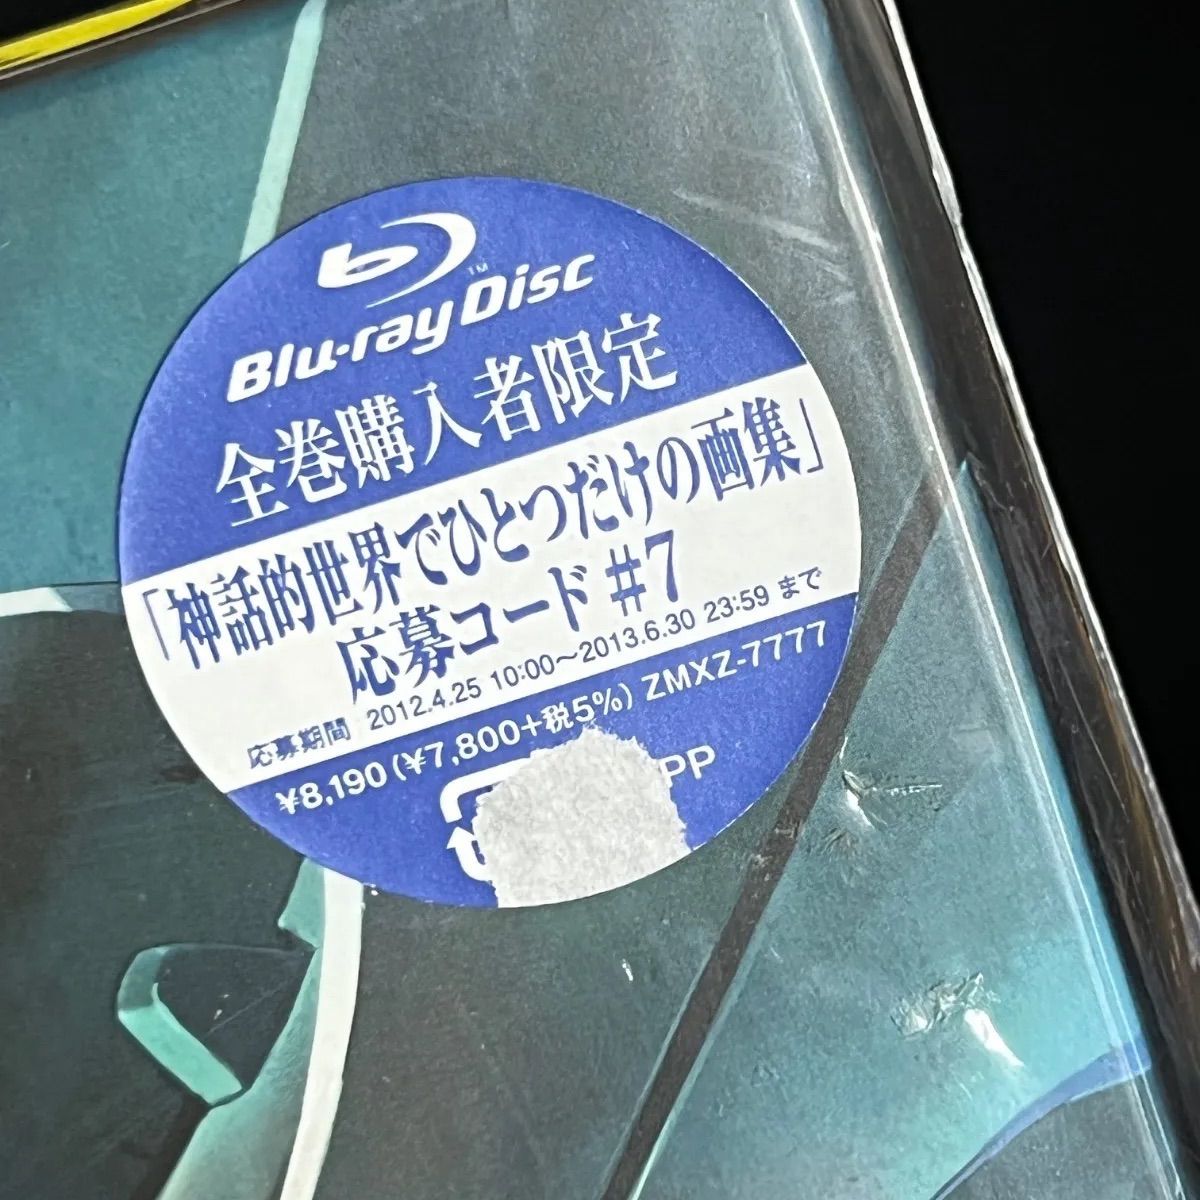 Blu-ray Disc™
全巻購入者限定
「神話的世界でひとつだけの画集」
応募コード #7
応募期間 2012.4.25 10:00〜2013.6.30 23:59 まで
¥8,190(¥7,800+税5%) ZMXZ-7777
PP